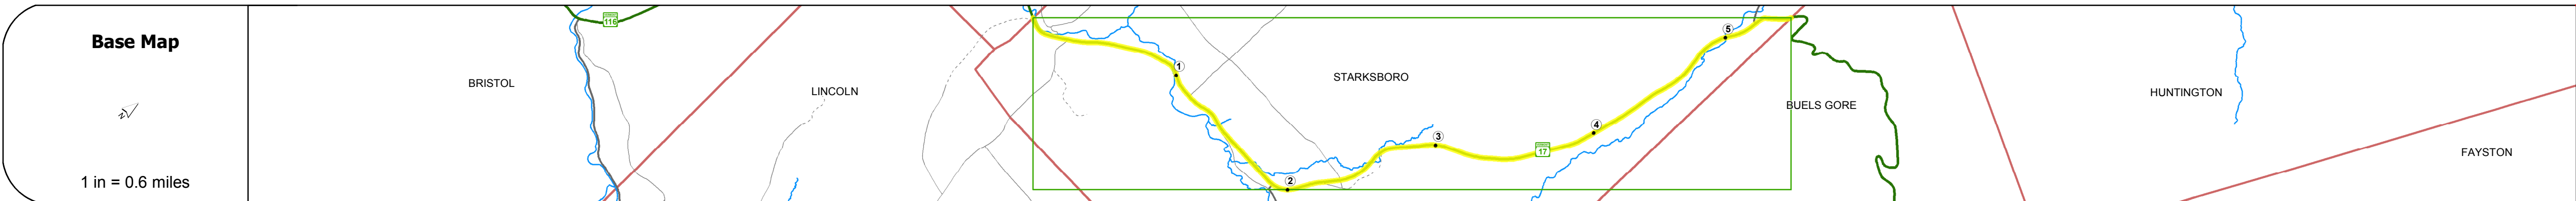 Base Map
N
1 in = 0.6 miles
116
BRISTOL
LINCOLN
1
STARKSBORO
2
3
17
4
5
BUELS GORE
HUNTINGTON
FAYSTON